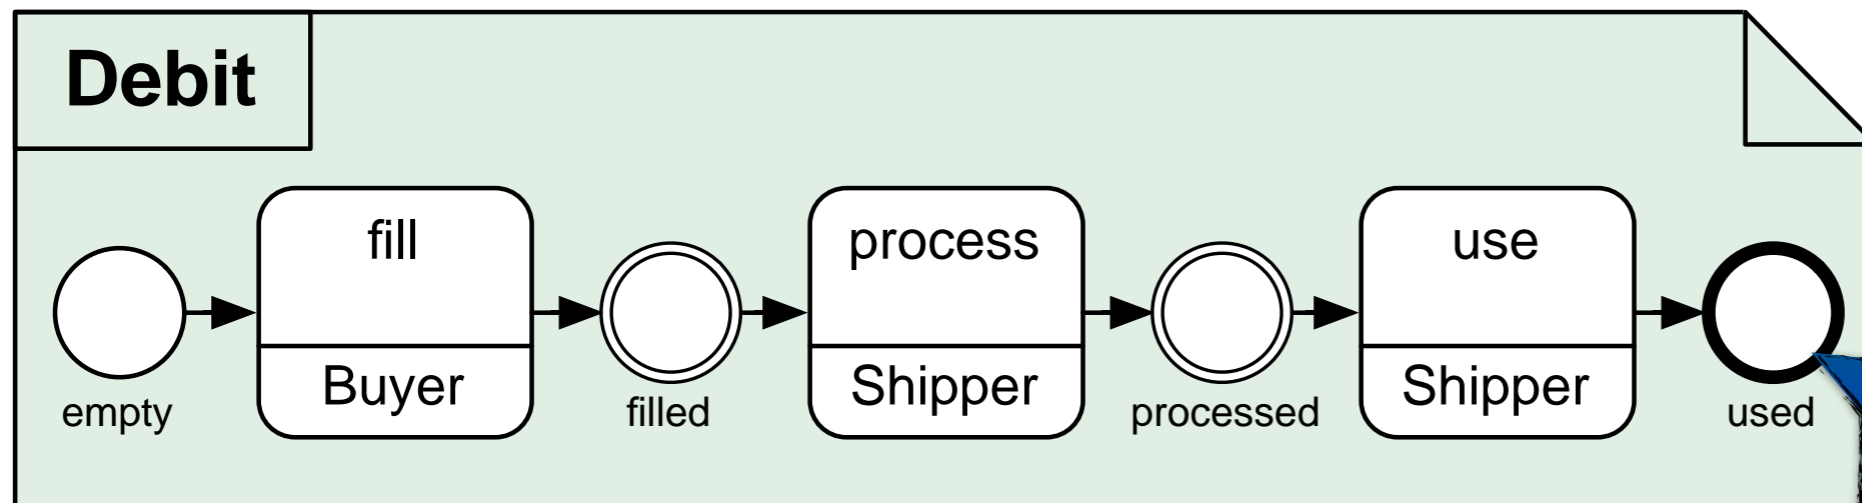 Debit
fill
process
use
Buyer
Shipper
Shipper
empty
filled
processed
used